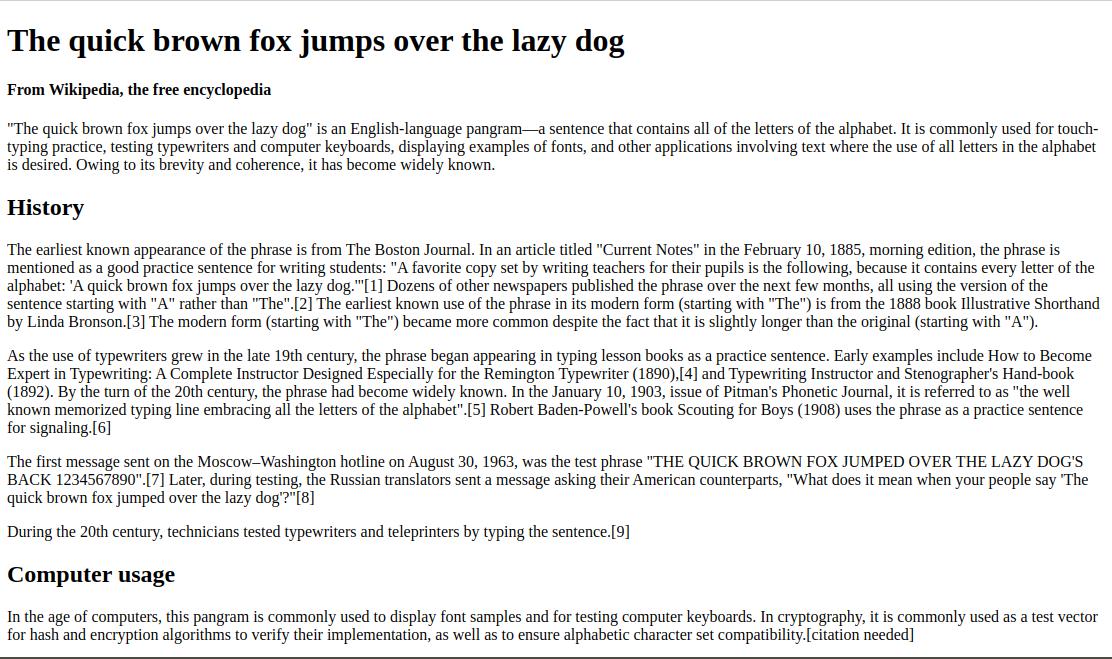 The quick brown fox jumps over the lazy dog
From Wikipedia, the free encyclopedia
"The quick brown fox jumps over the lazy dog" is an English-language pangram—a sentence that contains all of the letters of the alphabet. It is commonly used for touch-
typing practice, testing typewriters and computer keyboards, displaying examples of fonts, and other applications involving text where the use of all letters in the alphabet
is desired. Owing to its brevity and coherence, it has become widely known.
History
The earliest known appearance of the phrase is from The Boston Journal. In an article titled "Current Notes" in the February 10, 1885, morning edition, the phrase is
mentioned as a good practice sentence for writing students: "A favorite copy set by writing teachers for their pupils is the following, because it contains every letter of the
alphabet: 'A quick brown fox jumps over the lazy dog.'"[1] Dozens of other newspapers published the phrase over the next few months, all using the version of the
sentence starting with "A" rather than "The".[2] The earliest known use of the phrase in its modern form (starting with "The") is from the 1888 book Illustrative Shorthand
by Linda Bronson.[3] The modern form (starting with "The") became more common despite the fact that it is slightly longer than the original (starting with "A").
As the use of typewriters grew in the late 19th century, the phrase began appearing in typing lesson books as a practice sentence. Early examples include How to Become
Expert in Typewriting: A Complete Instructor Designed Especially for the Remington Typewriter (1890),[4] and Typewriting Instructor and Stenographer's Hand-book
(1892). By the turn of the 20th century, the phrase had become widely known. In the January 10, 1903, issue of Pitman's Phonetic Journal, it is referred to as "the well
known memorized typing line embracing all the letters of the alphabet".[5] Robert Baden-Powell's book Scouting for Boys (1908) uses the phrase as a practice sentence
for signaling.[6]
The first message sent on the Moscow–Washington hotline on August 30, 1963, was the test phrase "THE QUICK BROWN FOX JUMPED OVER THE LAZY DOG'S
BACK 1234567890".[7] Later, during testing, the Russian translators sent a message asking their American counterparts, "What does it mean when your people say 'The
quick brown fox jumped over the lazy dog'?"[8]
During the 20th century, technicians tested typewriters and teleprinters by typing the sentence.[9]
Computer usage
In the age of computers, this pangram is commonly used to display font samples and for testing computer keyboards. In cryptography, it is commonly used as a test vector
for hash and encryption algorithms to verify their implementation, as well as to ensure alphabetic character set compatibility.[citation needed]